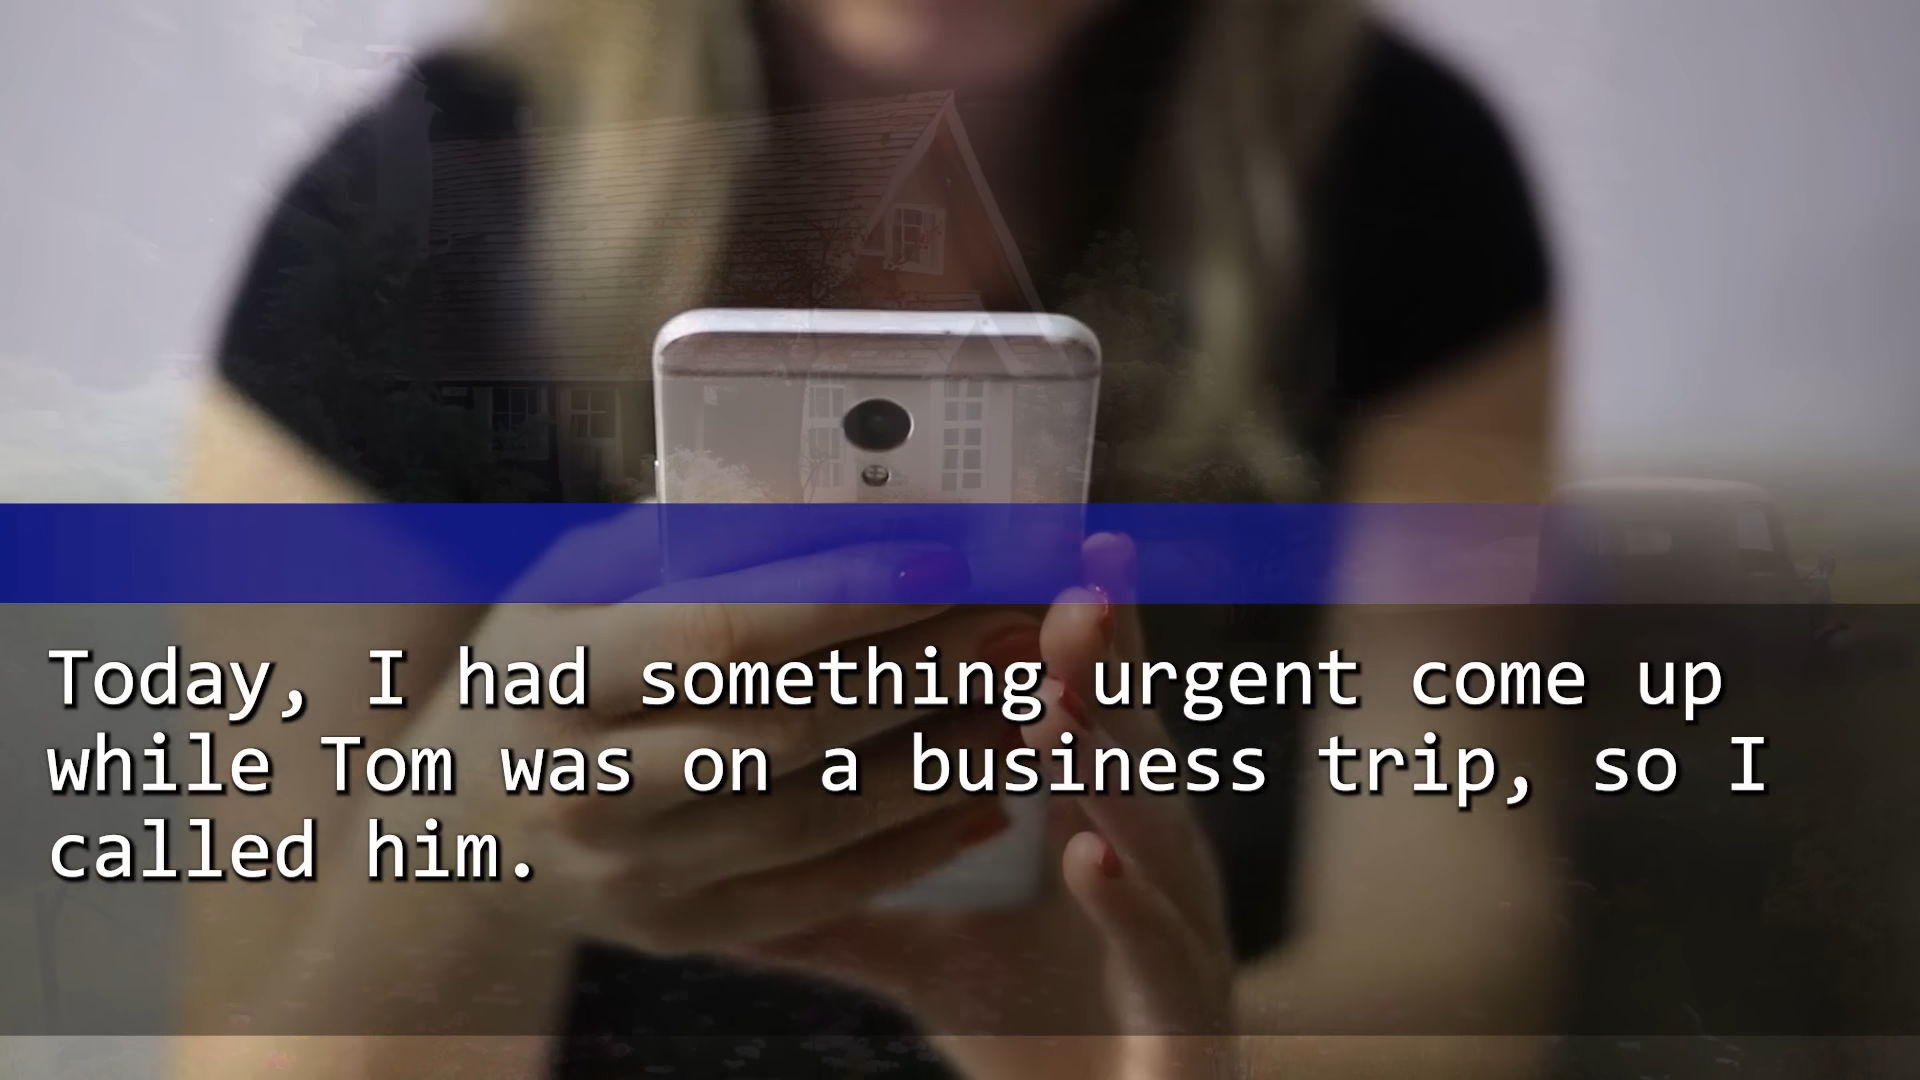 Today, I had something urgent come up
while Tom was on a business trip, so I
called him.